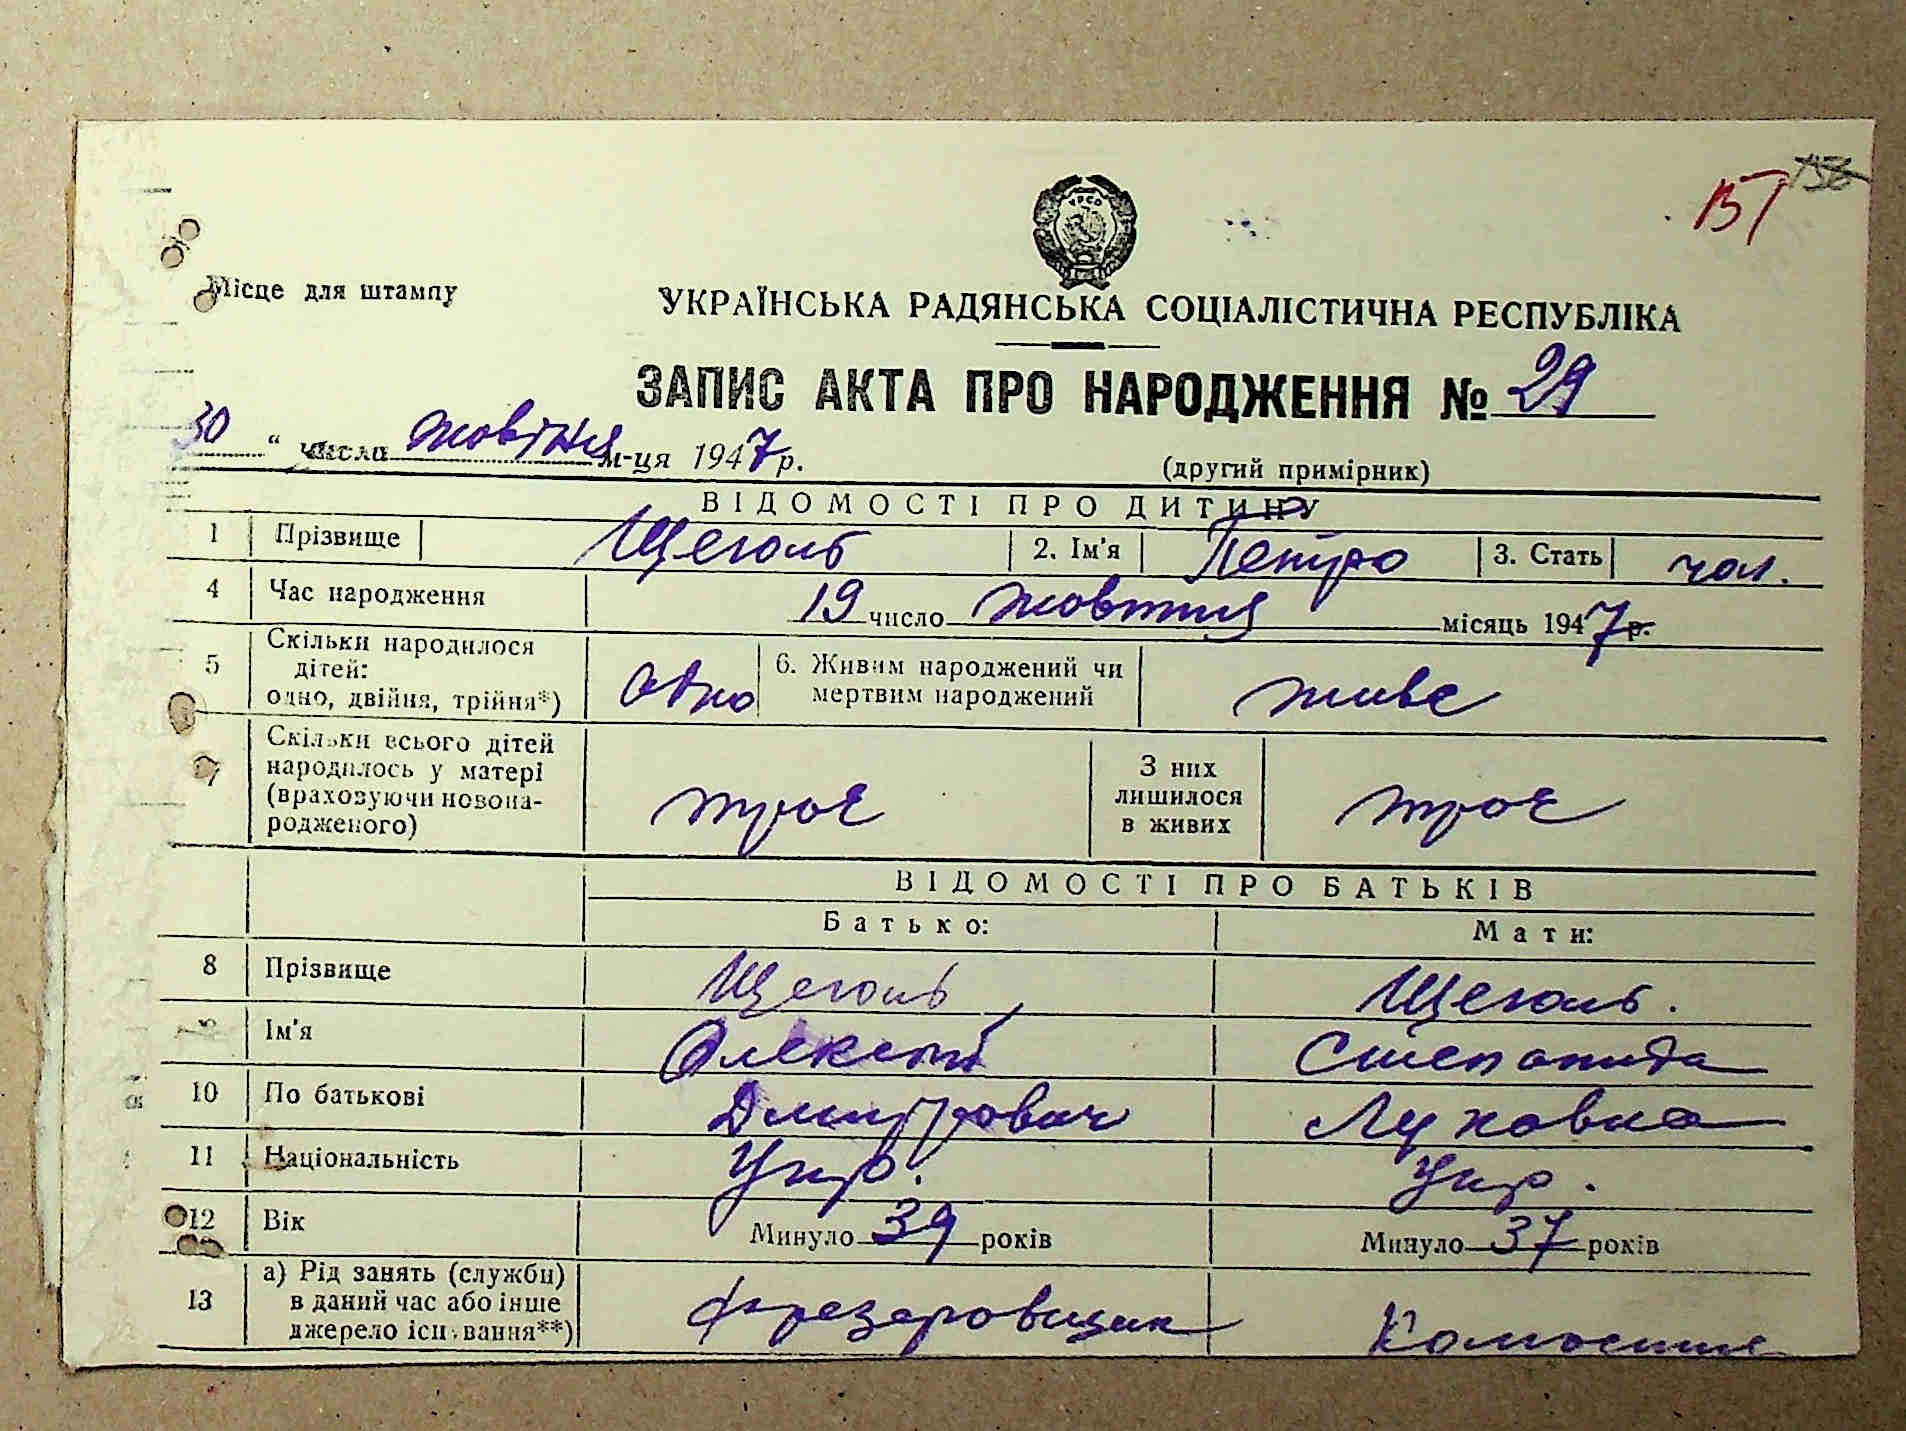 157 136
УРСР
Місце для штампу
УКРАЇНСЬКА РАДЯНСЬКА СОЦІАЛІСТИЧНА РЕСПУБЛІКА
ЗАПИС АКТА ПРО НАРОДЖЕННЯ № 29
30 " числа жовтня м-ця 1947 р.
(другий примірник)
ВІДОМОСТІ ПРО ДИТИНУ
1 Прізвище Щеголь 2. Ім'я Петро 3. Стать чол.
4 Час народження 19 число жовтня місяць 1947 р.
5 Скільки народилося дітей: одно, двійня, трійня*) одно 6. Живим народжений чи мертвим народжений живе
7 Скільки всього дітей народилось у матері (враховуючи новонародженого) троє З них лишилося в живих троє
ВІДОМОСТІ ПРО БАТЬКІВ
Батько: Мати:
8 Прізвище Щеголь Щеголь.
Ім'я Олексій Степанида
10 По батькові Дмитрович Луковна
11 Національність Укр. Укр.
12 Вік Минуло 39 років Минуло 37 років
13 а) Рід занять (служби) в даний час або інше джерело існування**) фрезеровщик